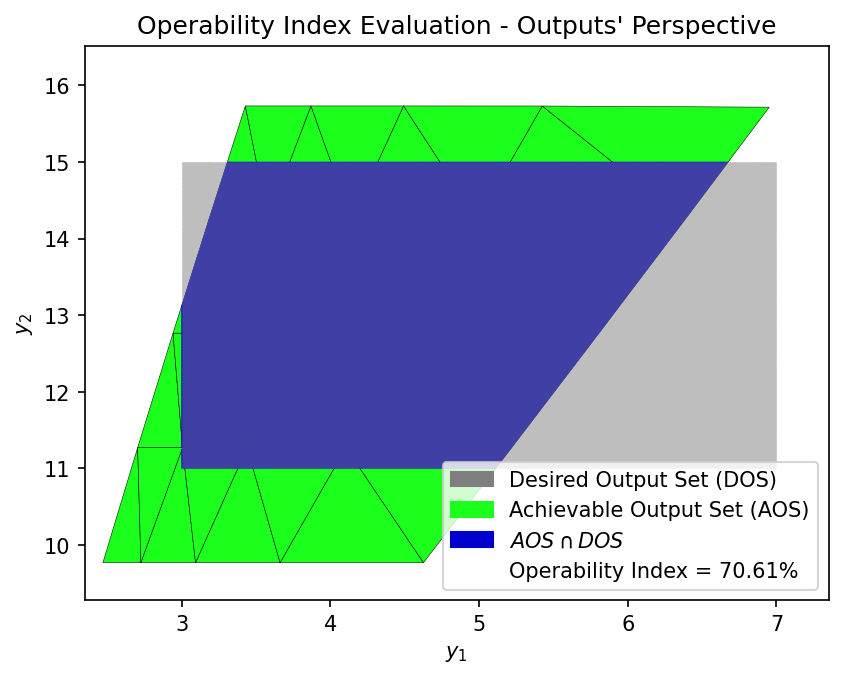 Operability Index Evaluation - Outputs' Perspective
16
15
14
13
12
11
10
y₂
Desired Output Set (DOS)
Achievable Output Set (AOS)
AOS ∩ DOS
Operability Index = 70.61%
3 4 5 6 7
y₁